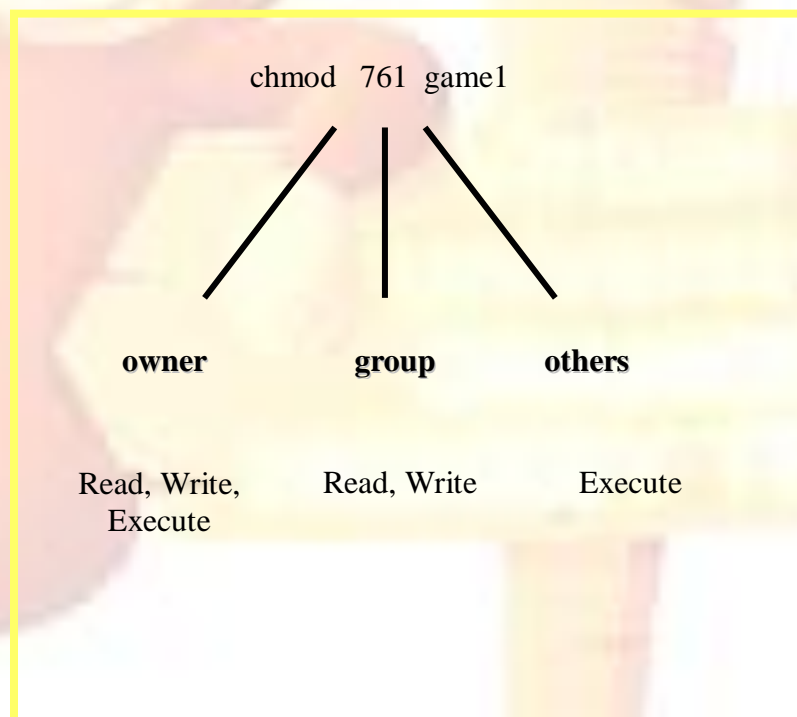 chmod 761 game1
owner group others
Read, Write, Read, Write Execute
Execute